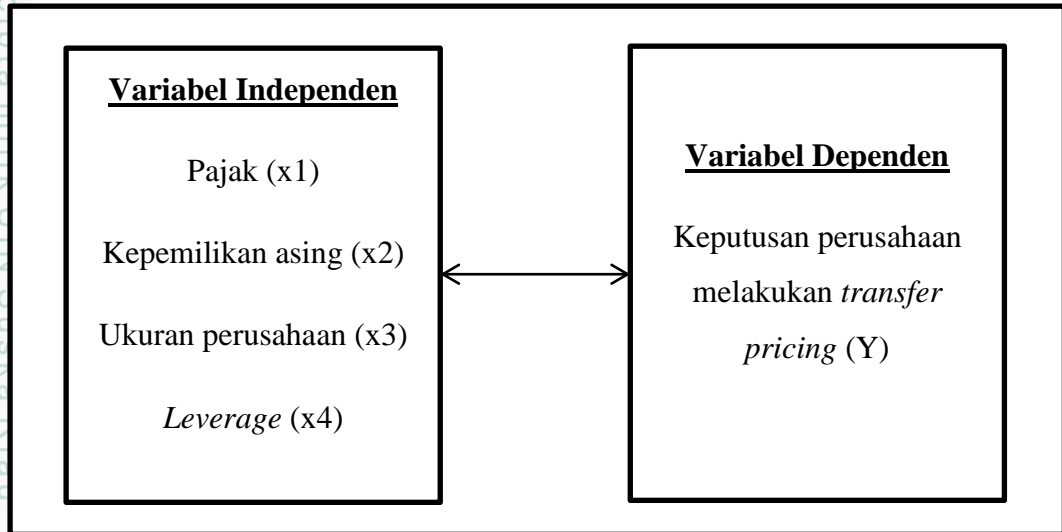 Variabel Independen
Pajak (x1)
Kepemilikan asing (x2)
Ukuran perusahaan (x3)
Leverage (x4)
Variabel Dependen
Keputusan perusahaan
melakukan transfer
pricing (Y)